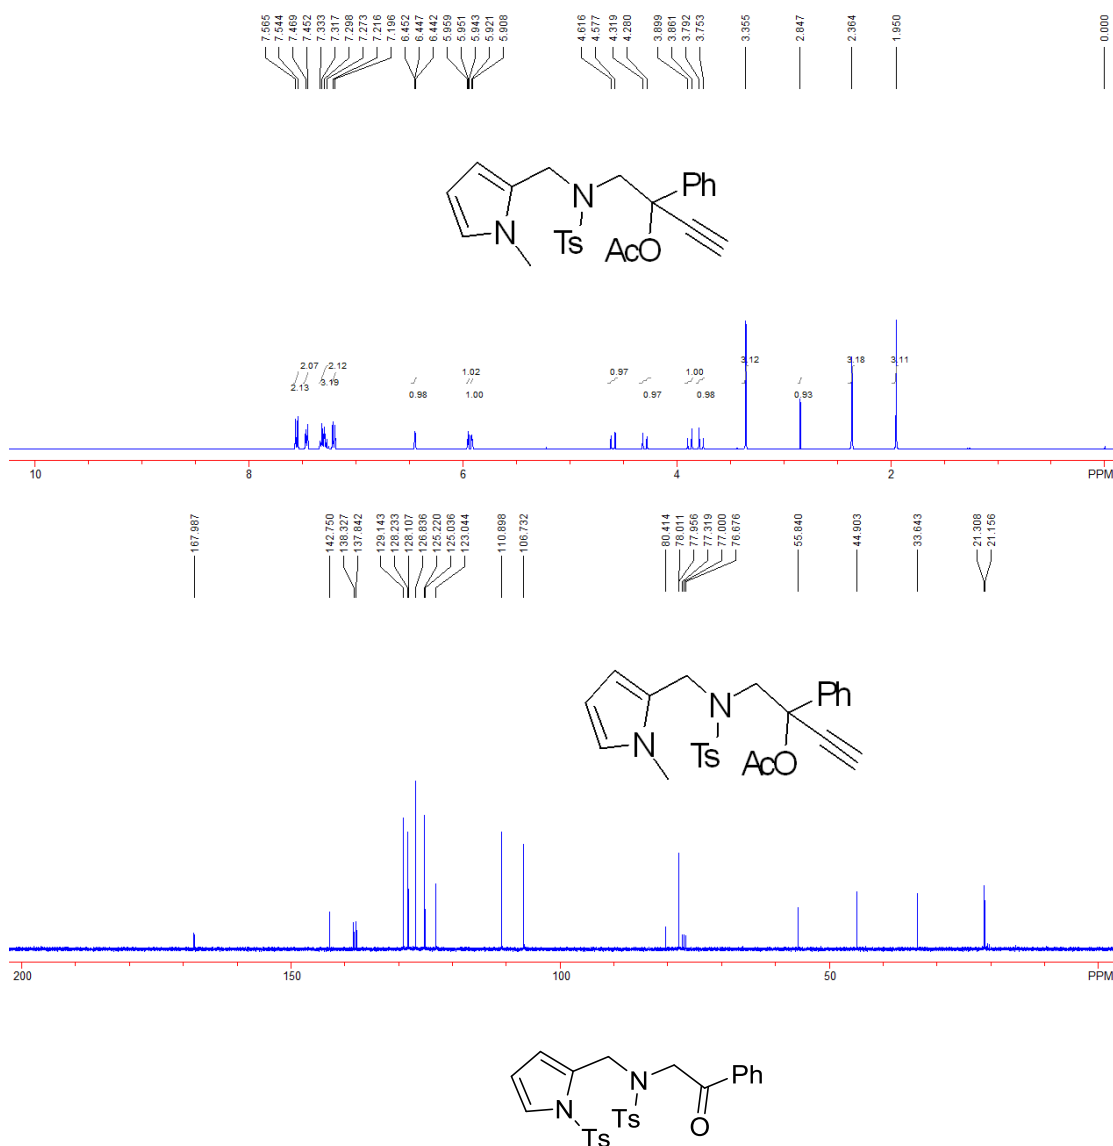 7.565 7.544 7.469 7.452 7.333 7.317 7.298 7.273 7.216 7.196 6.452 6.447 6.442 5.959 5.951 5.943 5.921 5.908 4.616 4.577 4.319 4.280 3.899 3.861 3.792 3.753 3.355 2.847 2.364 1.950 0.000
Ph
N
N
Ts
AcO
2.13 2.07 3.19 2.12 0.98 1.02 1.00 0.97 0.97 1.00 0.98 3.12 0.93 3.18 3.11
10 8 6 4 2 PPM
167.987 142.750 138.327 137.842 129.143 128.233 128.107 126.836 125.220 125.036 123.044 110.898 106.732 80.414 78.011 77.956 77.319 77.000 76.676 55.840 44.903 33.643 21.308 21.156
Ph
N
N
Ts
AcO
200 150 100 50 PPM
N
Ph
N
Ts
O
Ts